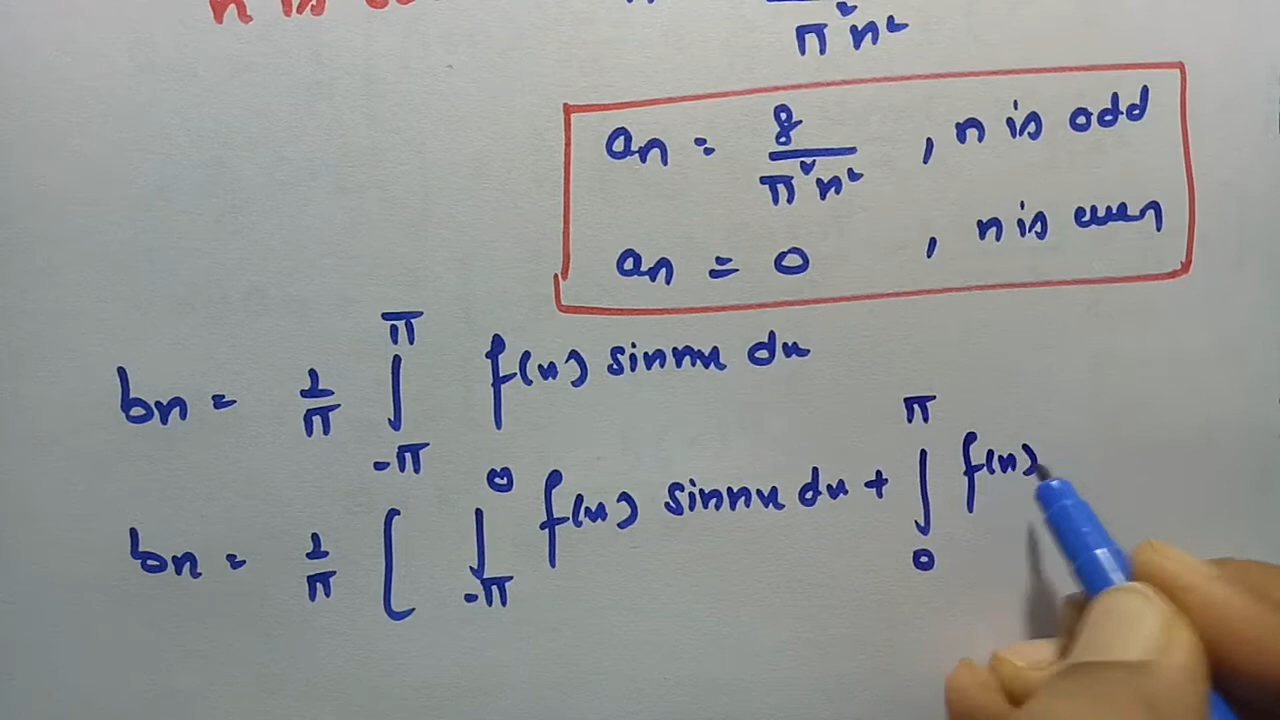 n is
π²n²
an = 8/π²n² , n is odd
an = 0 , n is even
bn = 1/π ∫_{-π}^{π} f(x) sinnx dx
bn = 1/π [ ∫_{-π}^{0} f(x) sinnx dx + ∫_{0}^{π} f(x)